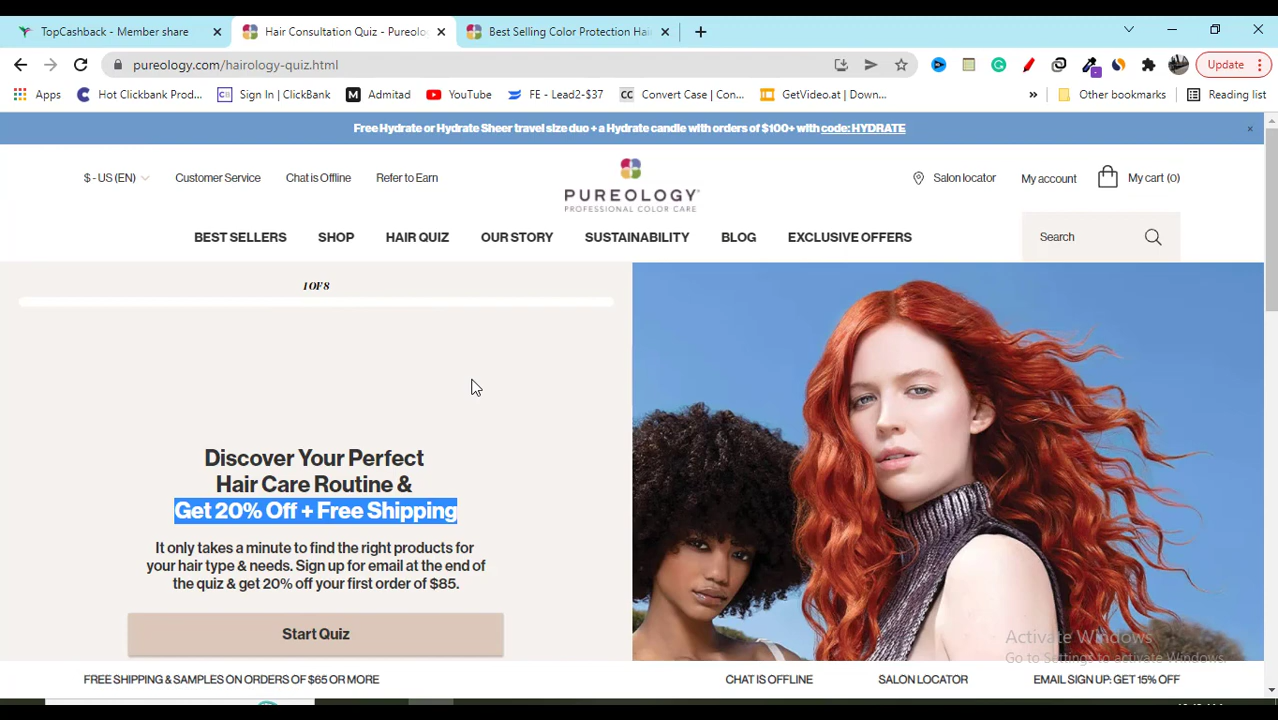 TopCashback - Member share
Hair Consultation Quiz - Pureolo
Best Selling Color Protection Hai
pureology.com/hairology-quiz.html
Update
Apps
Hot Clickbank Prod...
Sign In | ClickBank
Admitad
YouTube
FE - Lead2-$37
Convert Case | Con...
GetVideo.at | Down...
»
Other bookmarks
Reading list
Free Hydrate or Hydrate Sheer travel size duo + a Hydrate candle with orders of $100+ with code: HYDRATE
$ - US (EN)
Customer Service
Chat is Offline
Refer to Earn
PUREOLOGY
PROFESSIONAL COLOR CARE
Salon locator
My account
My cart (0)
BEST SELLERS
SHOP
HAIR QUIZ
OUR STORY
SUSTAINABILITY
BLOG
EXCLUSIVE OFFERS
Search
1 OF 8
Discover Your Perfect
Hair Care Routine &
Get 20% Off + Free Shipping
It only takes a minute to find the right products for
your hair type & needs. Sign up for email at the end of
the quiz & get 20% off your first order of $85.
Start Quiz
Activate Windows
Go to Settings to activate Windows.
FREE SHIPPING & SAMPLES ON ORDERS OF $65 OR MORE
CHAT IS OFFLINE
SALON LOCATOR
EMAIL SIGN UP: GET 15% OFF